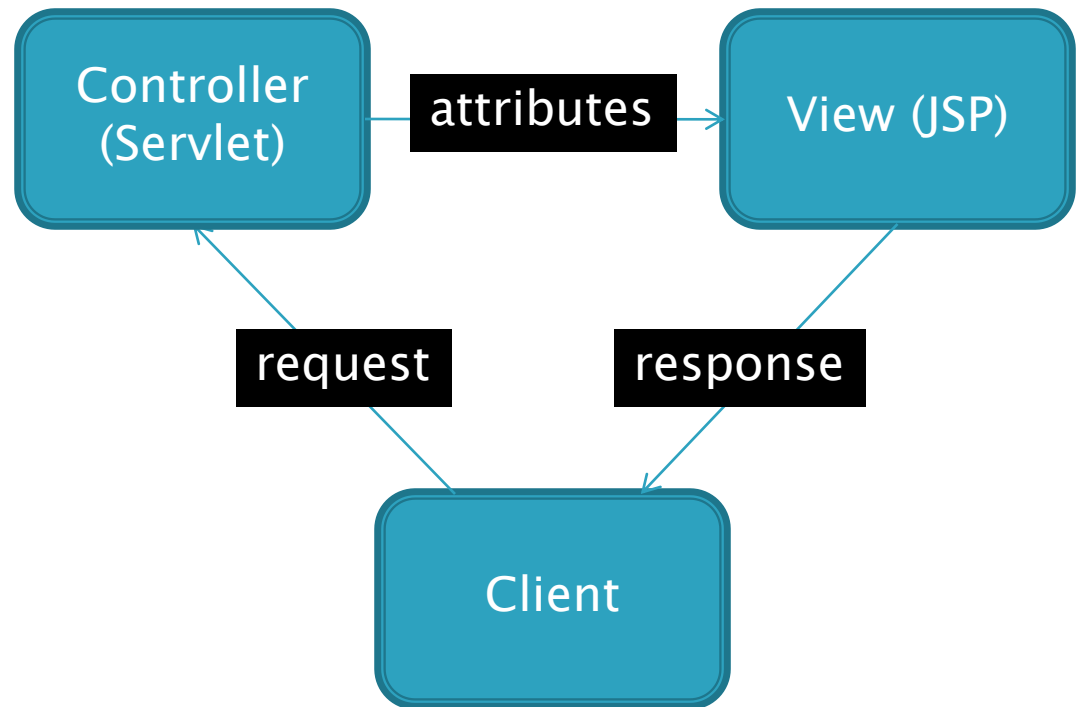 Controller
(Servlet)
attributes
View (JSP)
request
response
Client